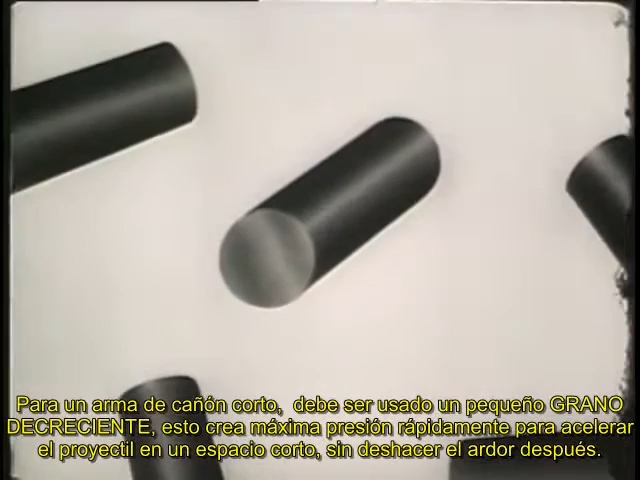 Para un arma de cañón corto,  debe ser usado un pequeño GRANO
DECRECIENTE, esto crea máxima presión rápidamente para acelerar
el proyectil en un espacio corto, sin deshacer el ardor después.